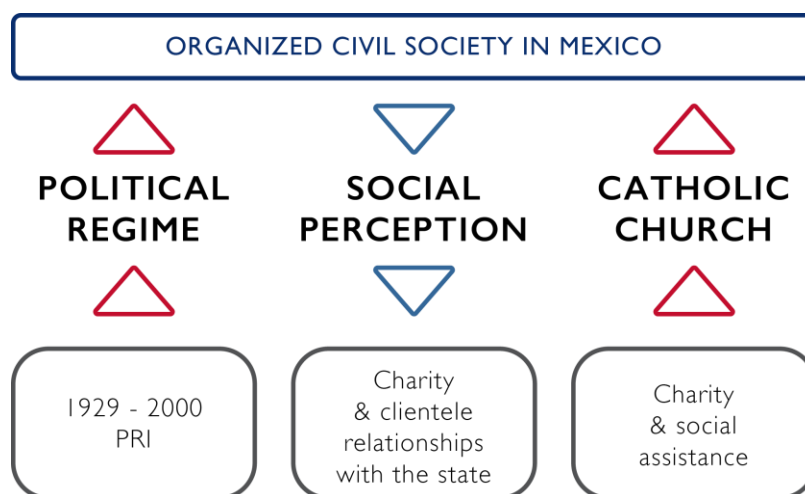 ORGANIZED CIVIL SOCIETY IN MEXICO
POLITICAL
REGIME
SOCIAL
PERCEPTION
CATHOLIC
CHURCH
1929 - 2000
PRI
Charity
& clientele
relationships
with the state
Charity
& social
assistance